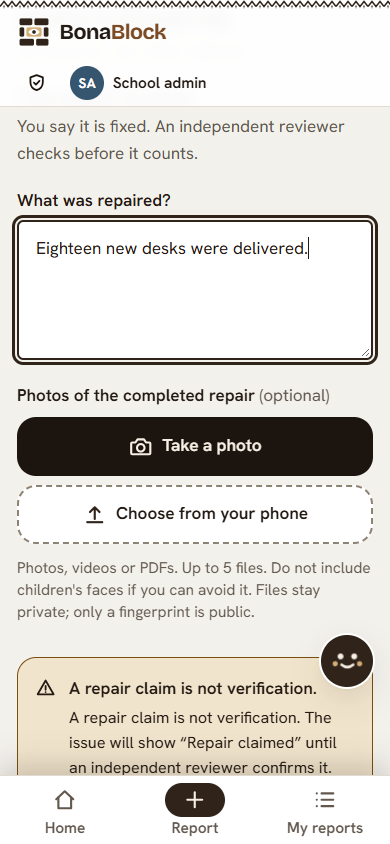 BonaBlock
SA School admin
You say it is fixed. An independent reviewer
checks before it counts.
What was repaired?
Eighteen new desks were delivered.
Photos of the completed repair (optional)
Take a photo
Choose from your phone
Photos, videos or PDFs. Up to 5 files. Do not include
children's faces if you can avoid it. Files stay
private; only a fingerprint is public.
A repair claim is not verification.
A repair claim is not verification. The
issue will show “Repair claimed” until
an independent reviewer confirms it.
Home Report My reports